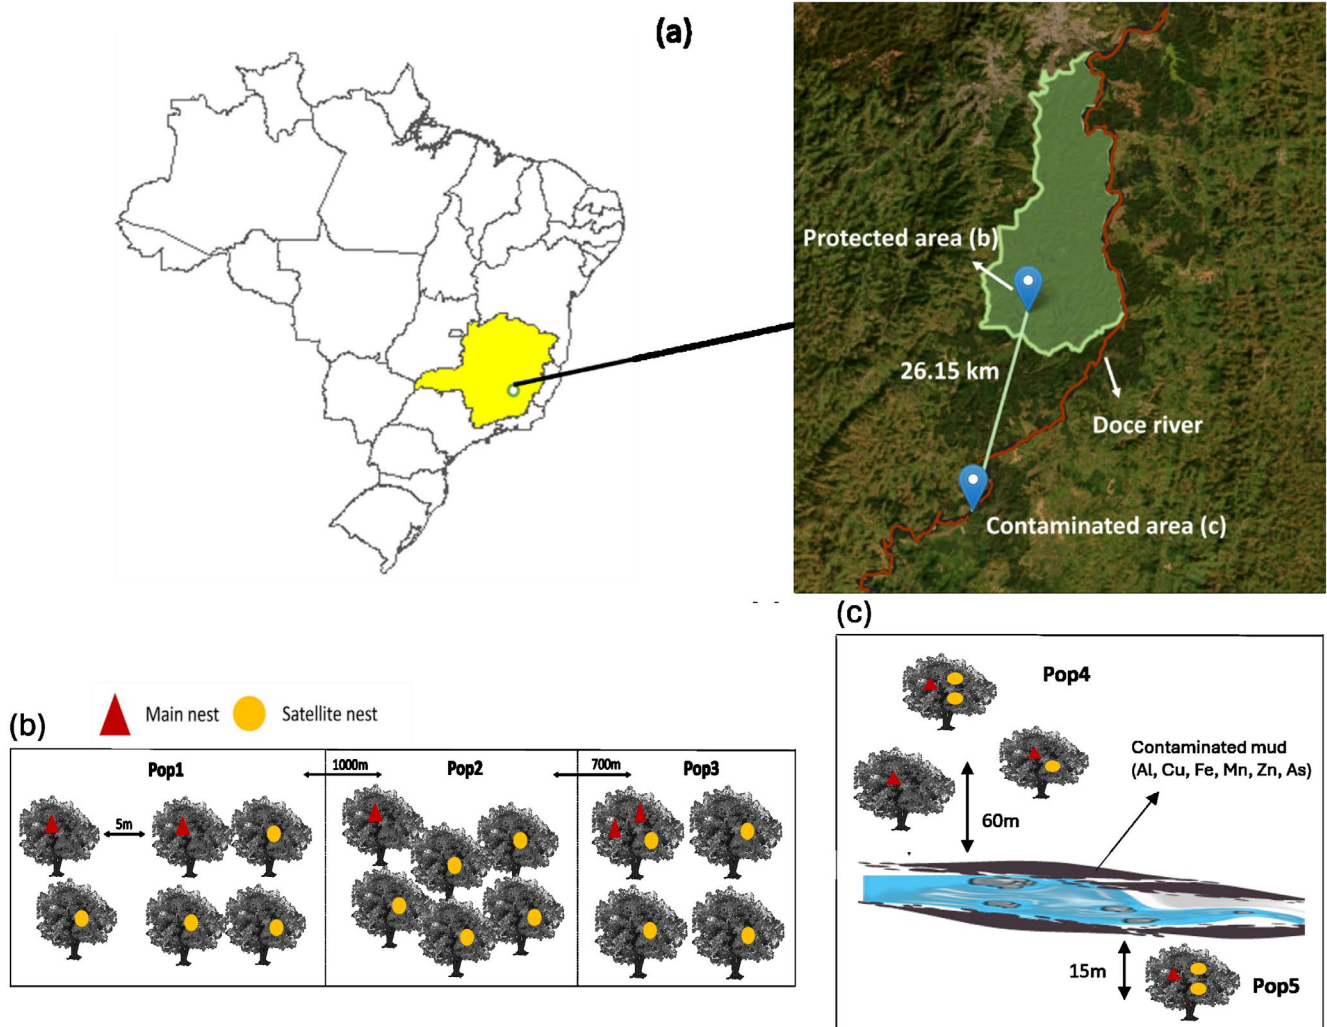 (a)
Protected area (b)
26.15 km
Doce river
Contaminated area (c)
(b)
Main nest
Satellite nest
Pop1
1000m
Pop2
700m
Pop3
5m
(c)
Pop4
Contaminated mud
(Al, Cu, Fe, Mn, Zn, As)
60m
15m
Pop5